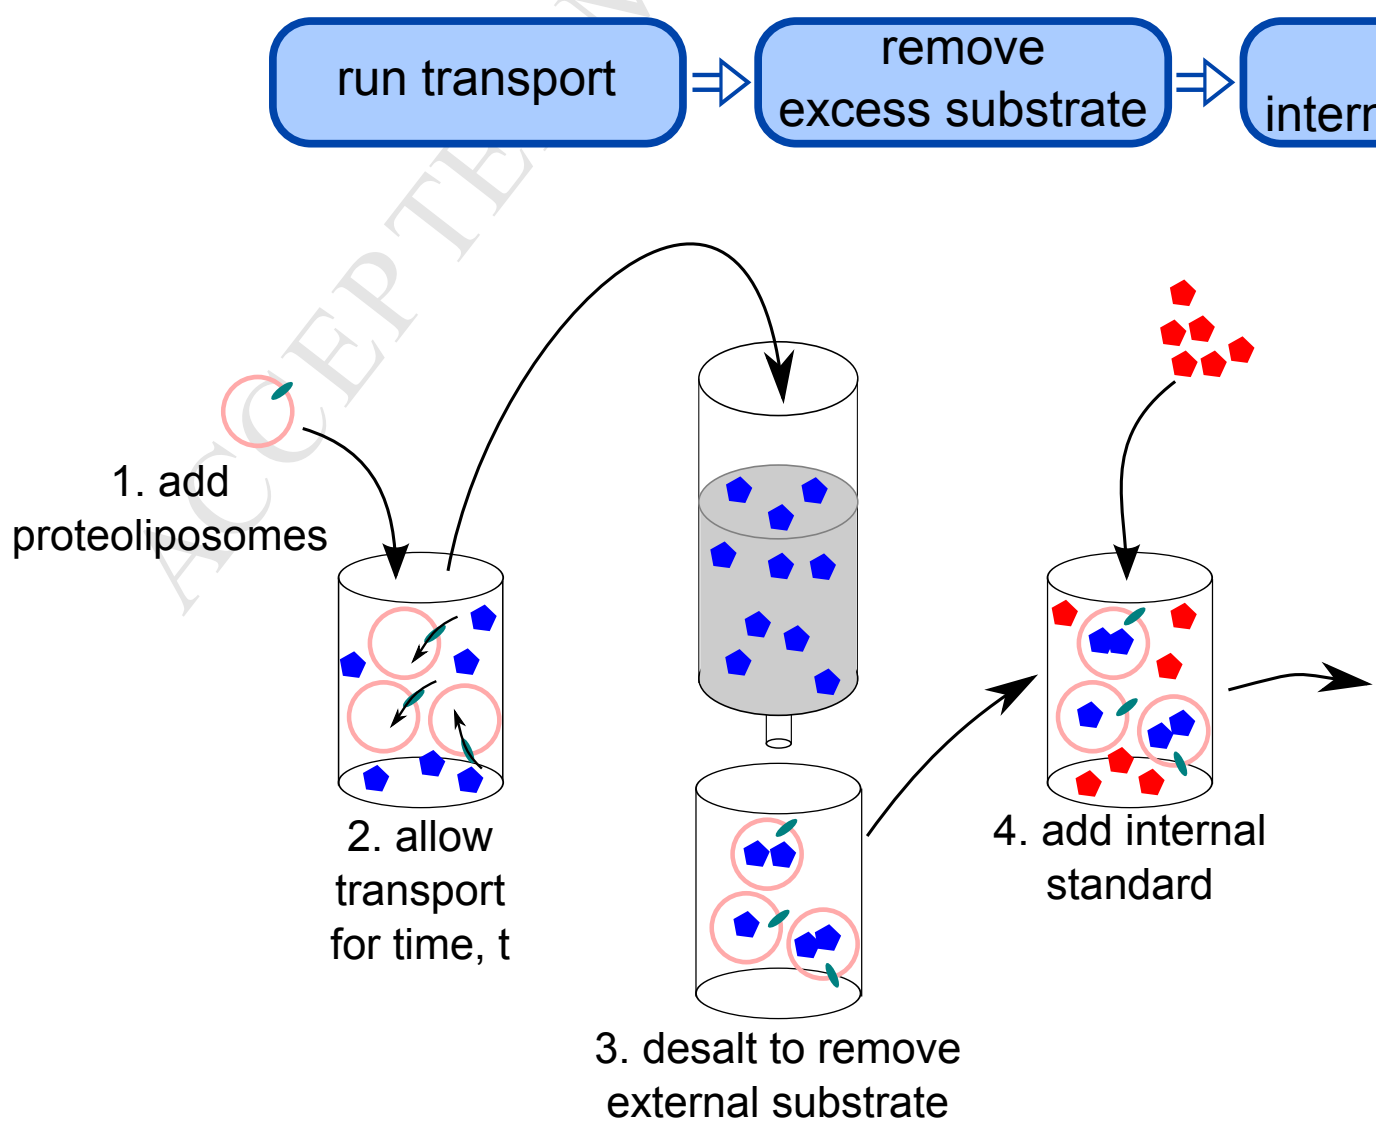 run transport
remove
excess substrate
intern
1. add
proteoliposomes
2. allow
transport
for time, t
3. desalt to remove
external substrate
4. add internal
standard